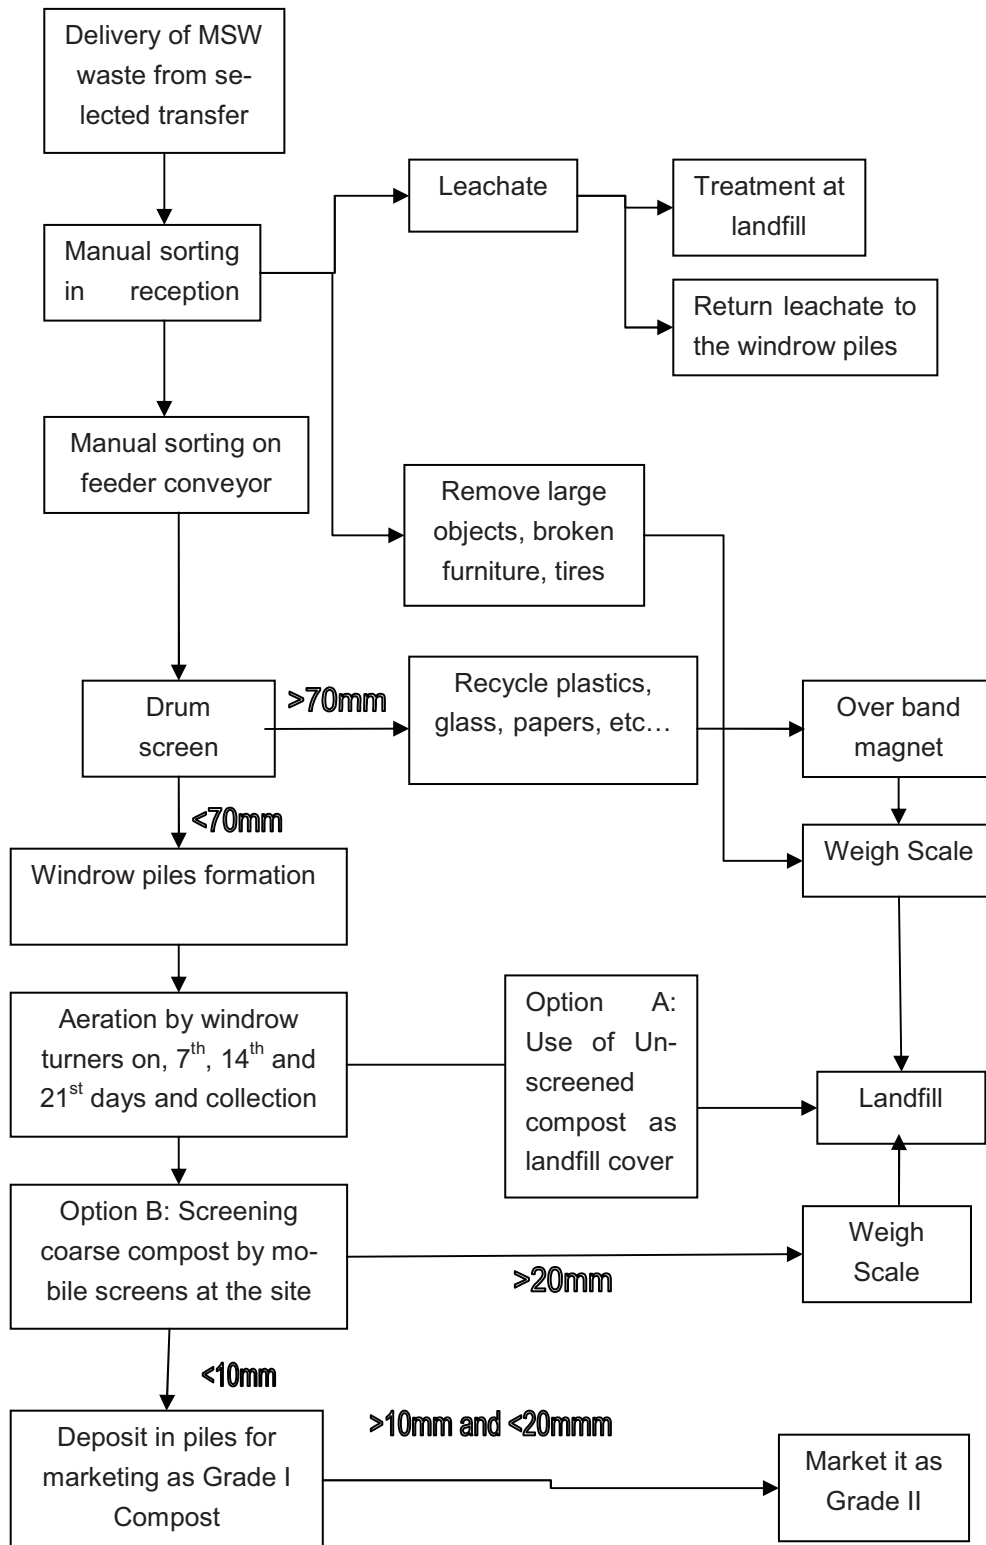 Delivery of MSW
waste from se-
lected transfer
Leachate
Treatment at
landfill
Manual sorting
in reception
Return leachate to
the windrow piles
Manual sorting on
feeder conveyor
Remove large
objects, broken
furniture, tires
Drum
screen
>70mm
Recycle plastics,
glass, papers, etc…
Over band
magnet
<70mm
Weigh Scale
Windrow piles formation
Aeration by windrow
turners on, 7th, 14th and
21st days and collection
Option A:
Use of Un-
screened
compost as
landfill cover
Landfill
Option B: Screening
coarse compost by mo-
bile screens at the site
>20mm
Weigh
Scale
<10mm
>10mm and <20mmm
Deposit in piles for
marketing as Grade I
Compost
Market it as
Grade II